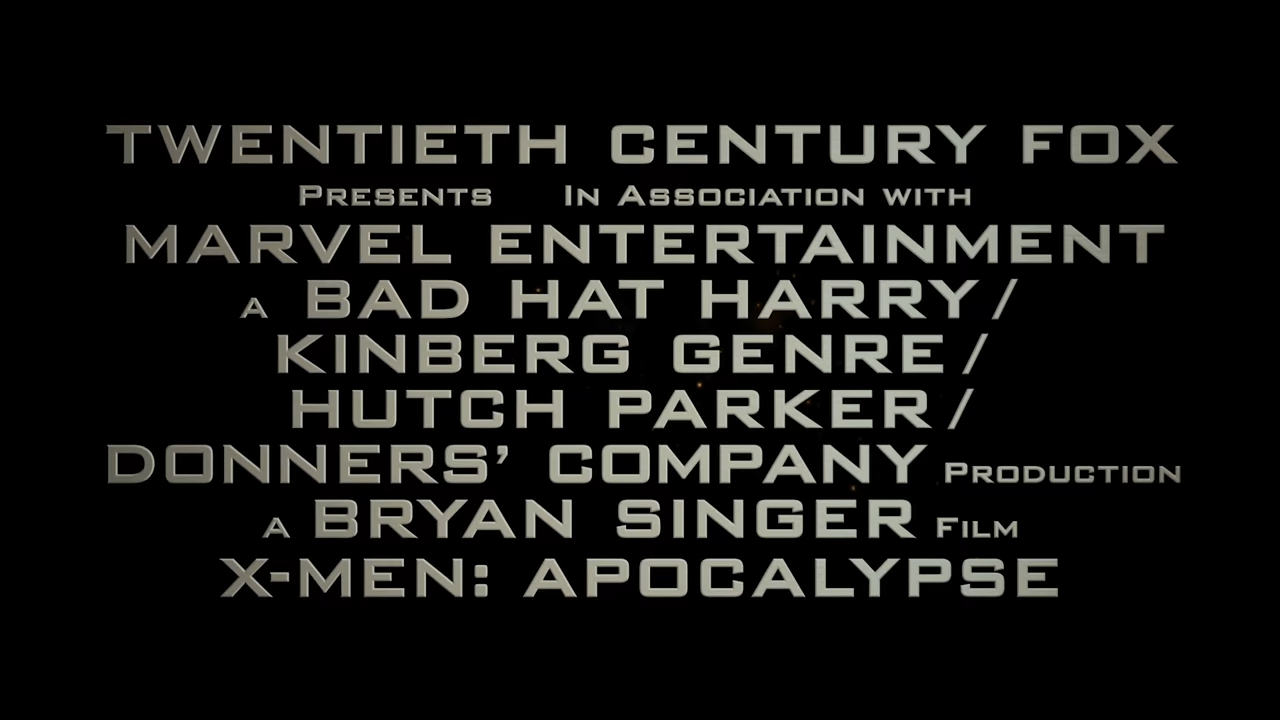 TWENTIETH CENTURY FOX
PRESENTS IN ASSOCIATION WITH
MARVEL ENTERTAINMENT
A BAD HAT HARRY/
KINBERG GENRE/
HUTCH PARKER/
DONNERS' COMPANY PRODUCTION
A BRYAN SINGER FILM
X-MEN: APOCALYPSE